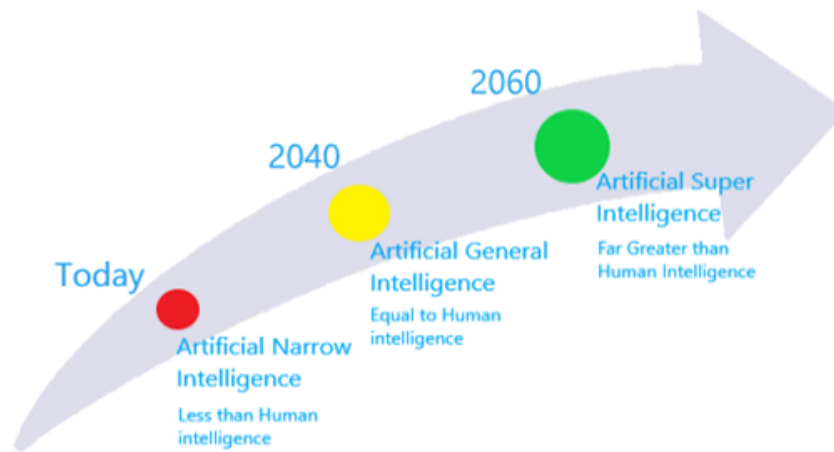 Today
Artificial Narrow
Intelligence
Less than Human
intelligence
2040
Artificial General
Intelligence
Equal to Human
intelligence
2060
Artificial Super
Intelligence
Far Greater than
Human Intelligence